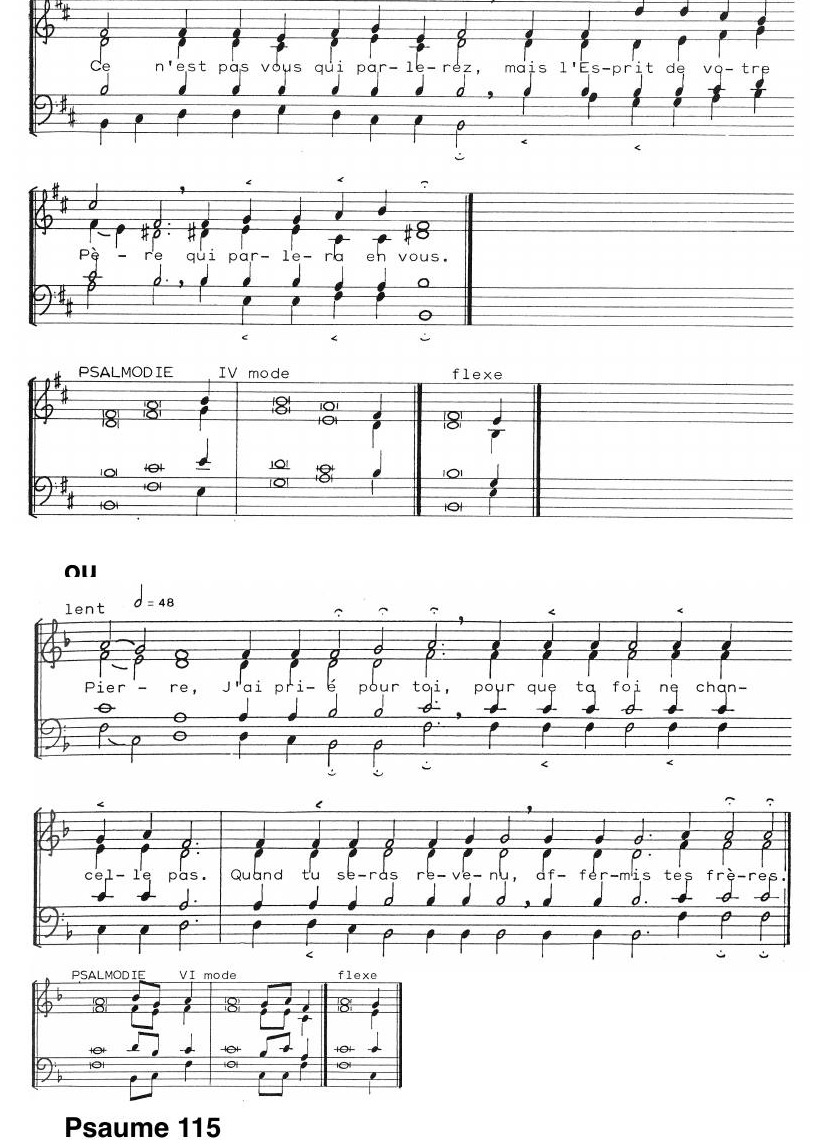 Ce n'est pas vous qui par- le- rez, mais l'Es-prit de vo-tre
Pè - re qui par- le- ra en vous.
PSALMODIE IV mode flexe
ou
lent = 48
Pier - re, J'ai pri- é pour toi, pour que ta foi ne chan-
cel- le pas. Quand tu se-ras re-ve-nu, af- fer-mis tes frè-res.
PSALMODIE VI mode flexe
Psaume 115